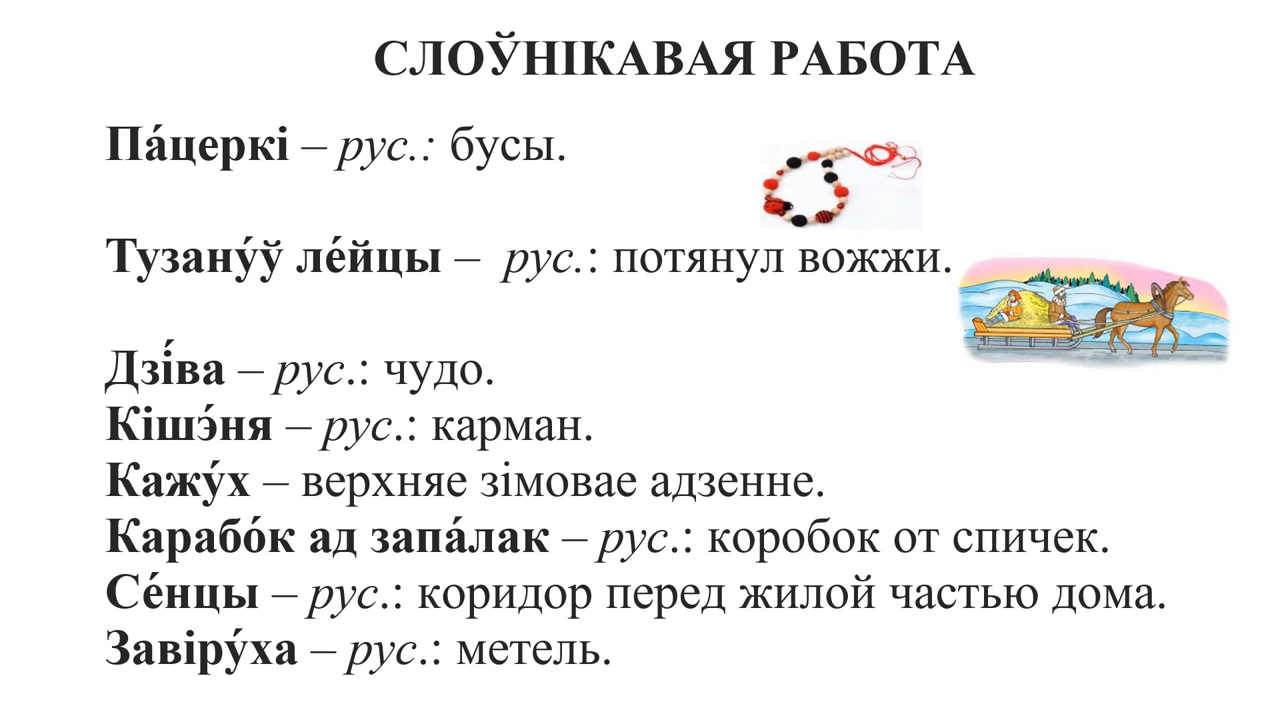 СЛОЎНІКАВАЯ РАБОТА
Па́церкі – рус.: бусы.
Тузану́ў ле́йцы – рус.: потянул вожжи.
Дзі́ва – рус.: чудо.
Кішэ́ня – рус.: карман.
Кажу́х – верхняе зімовае адзенне.
Карабо́к ад запа́лак – рус.: коробок от спичек.
Се́нцы – рус.: коридор перед жилой частью дома.
Завіру́ха – рус.: метель.